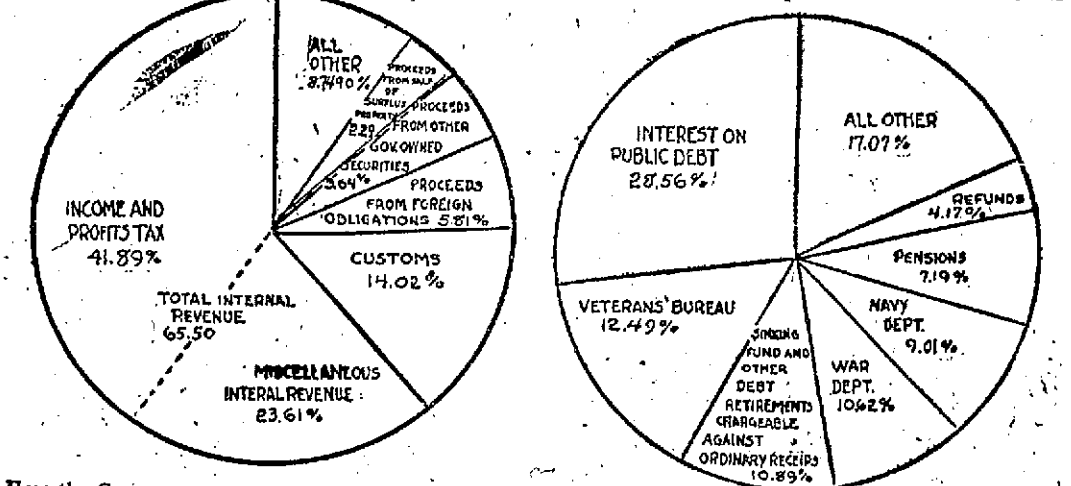 ALL
OTHER
8.7490%
PROCEEDS
FROM SALE
OF
SURPLUS
PROPERTY
2.29
PROCEEDS
FROM OTHER
GOV. OWNED
SECURITIES
3.64%
PROCEEDS
FROM FOREIGN
OBLIGATIONS 5.81%
CUSTOMS
14.02%
INCOME AND
PROFITS TAX
41.89%
TOTAL INTERNAL
REVENUE
65.50
MISCELLANEOUS
INTERAL REVENUE
23.61%
INTEREST ON
PUBLIC DEBT
28.56%
ALL OTHER
17.07%
REFUNDS
4.17%
PENSIONS
7.19%
NAVY
DEPT.
9.01%
WAR
DEPT.
10.62%
SINKING
FUND AND
OTHER
DEBT
RETIREMENTS
CHARGEABLE
AGAINST
ORDINARY RECEIPS
10.89%
VETERANS' BUREAU
12.49%